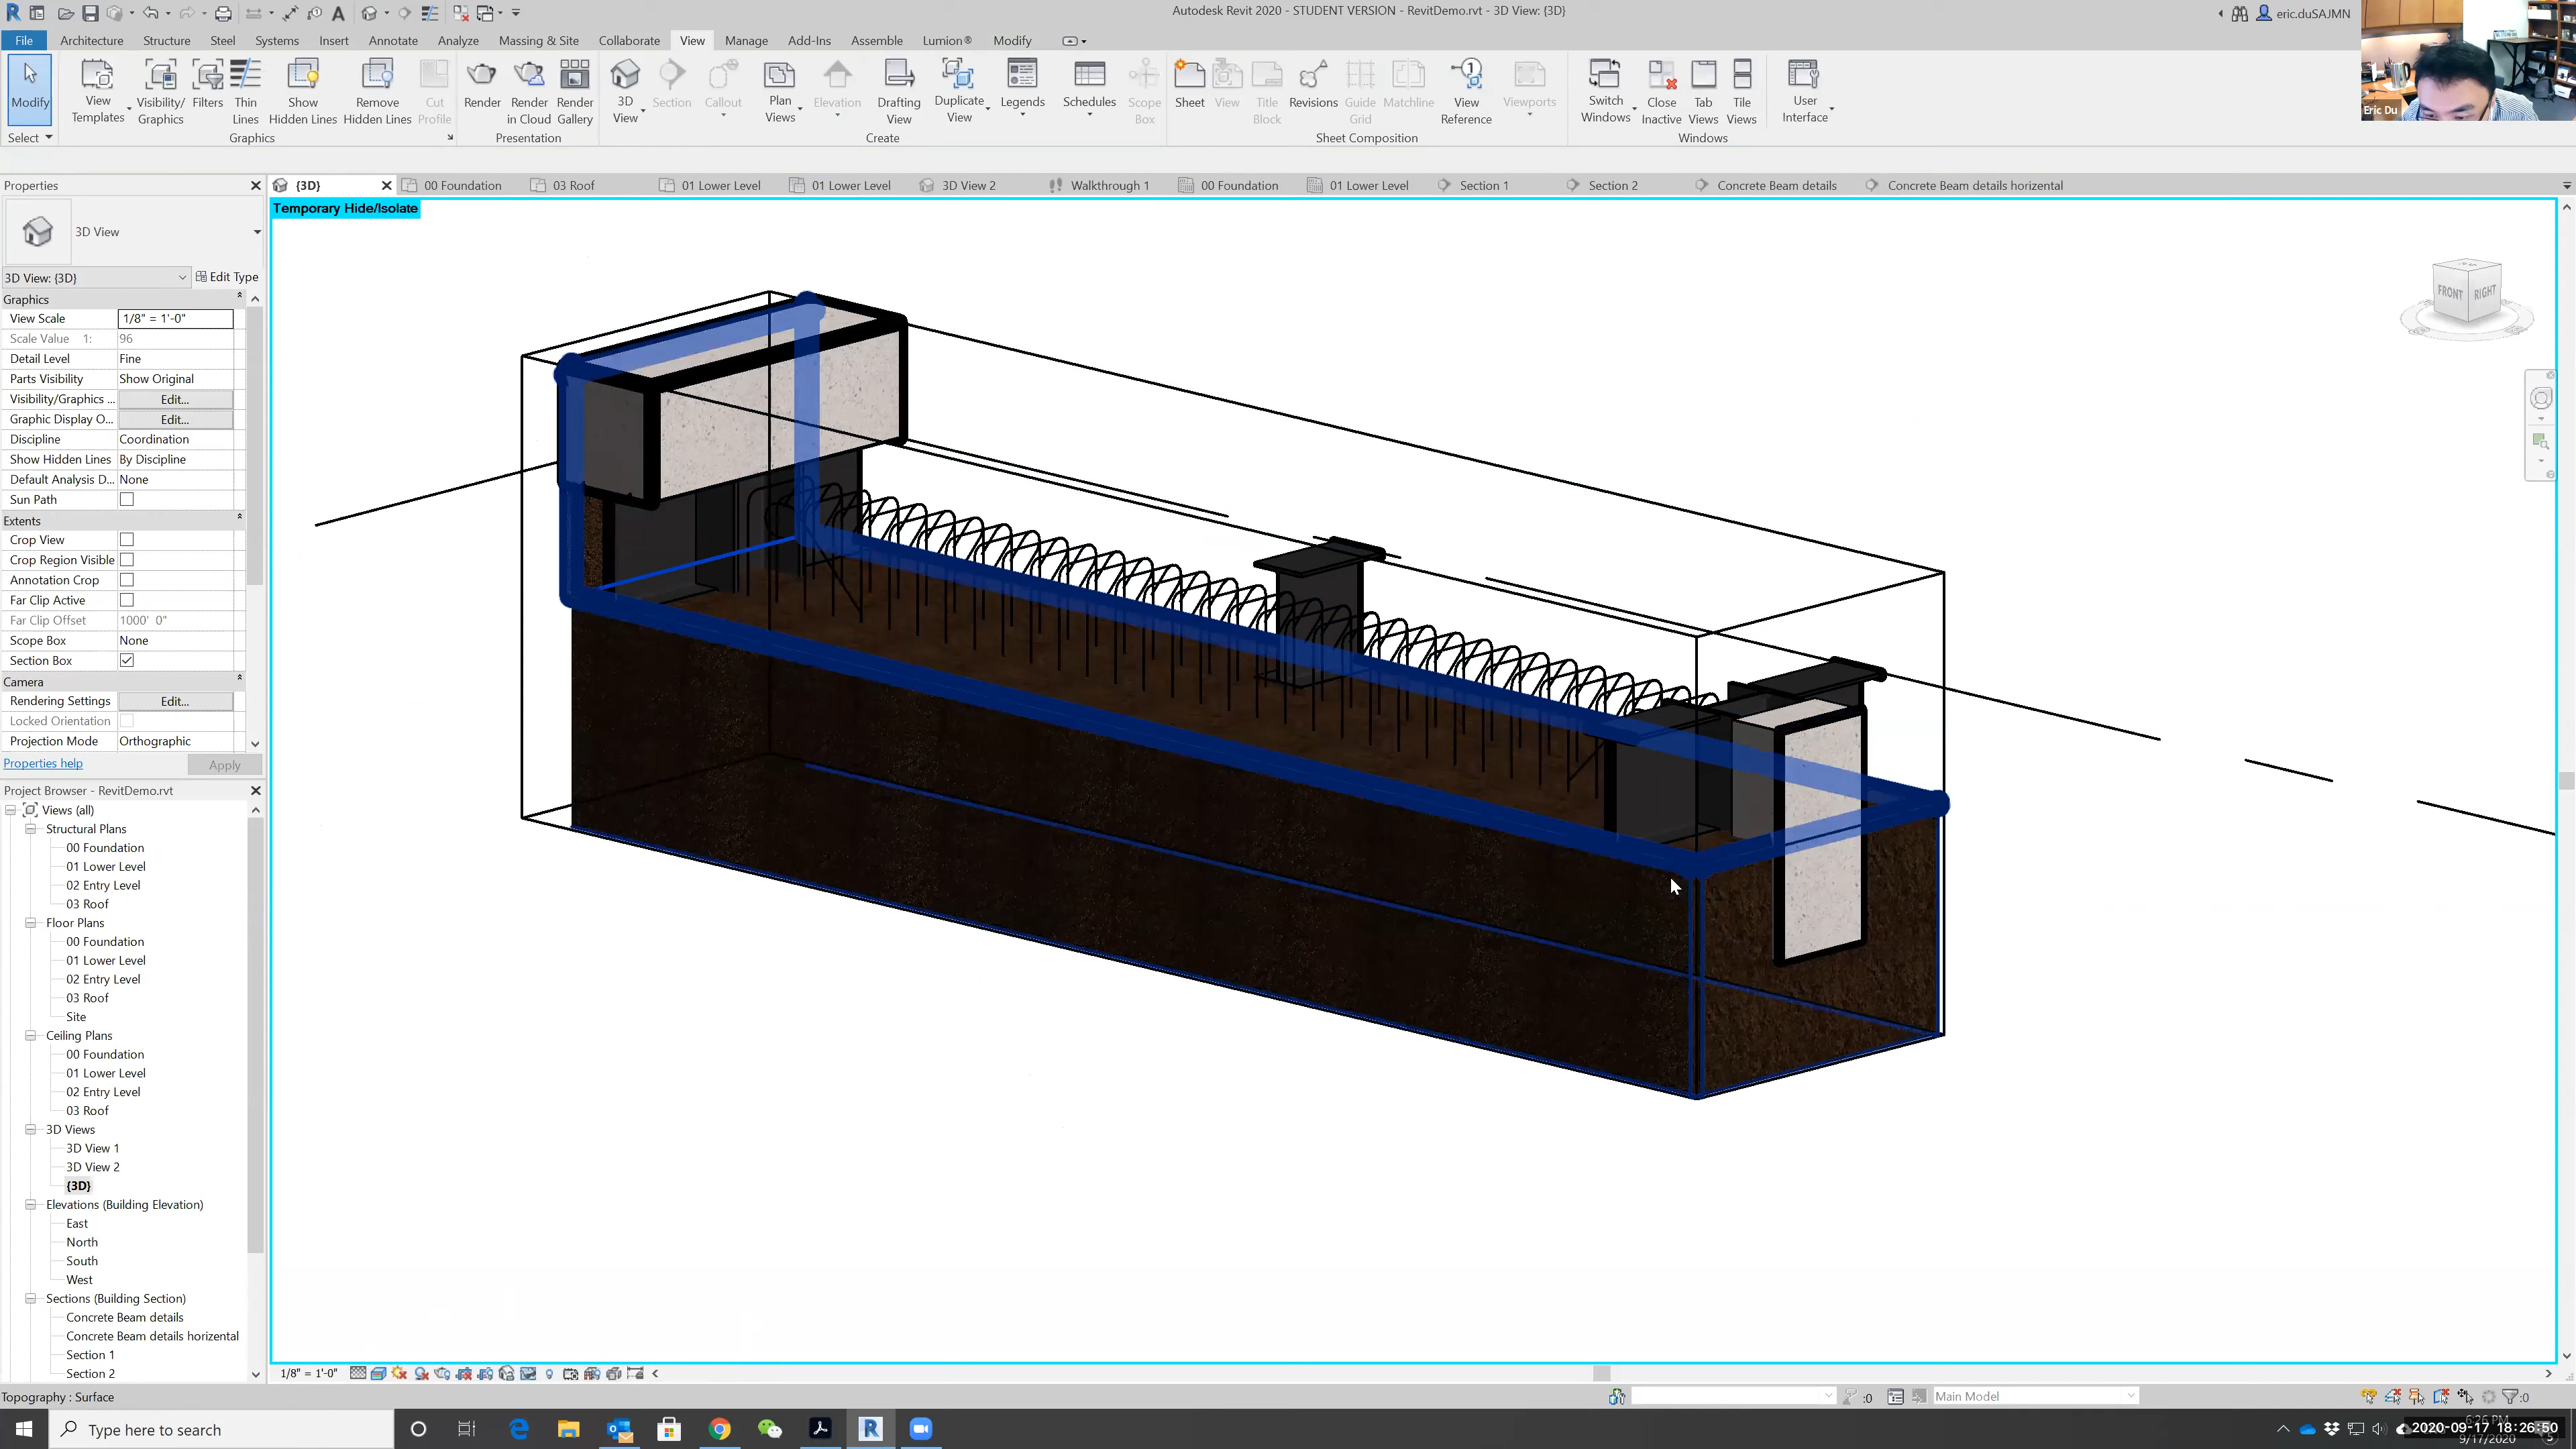 Autodesk Revit 2020 - STUDENT VERSION - RevitDemo.rvt - 3D View: {3D}
eric.duSAJMN
File Architecture Structure Steel Systems Insert Annotate Analyze Massing & Site Collaborate View Manage Add-Ins Assemble Lumion® Modify
Modify
View Templates
Visibility/ Graphics
Filters
Thin Lines
Show Hidden Lines
Remove Hidden Lines
Cut Profile
Render
Render in Cloud
Render Gallery
3D View
Section
Callout
Plan Views
Elevation
Drafting View
Duplicate View
Legends
Schedules
Scope Box
Sheet
View
Title Block
Revisions
Guide Grid
Matchline
View Reference
Viewports
Switch Windows
Close Inactive
Tab Views
Tile Views
User Interface
Select Graphics Presentation Create Sheet Composition Windows
Eric Du
Properties
{3D} 00 Foundation 03 Roof 01 Lower Level 01 Lower Level 3D View 2 Walkthrough 1 00 Foundation 01 Lower Level Section 1 Section 2 Concrete Beam details Concrete Beam details horizental
Temporary Hide/Isolate
3D View
3D View: {3D} Edit Type
Graphics
View Scale 1/8" = 1'-0"
Scale Value 1: 96
Detail Level Fine
Parts Visibility Show Original
Visibility/Graphics ... Edit...
Graphic Display O... Edit...
Discipline Coordination
Show Hidden Lines By Discipline
Default Analysis D... None
Sun Path
Extents
Crop View
Crop Region Visible
Annotation Crop
Far Clip Active
Far Clip Offset 1000' 0"
Scope Box None
Section Box
Camera
Rendering Settings Edit...
Locked Orientation
Projection Mode Orthographic
Properties help Apply
FRONT RIGHT
Project Browser - RevitDemo.rvt
Views (all)
Structural Plans
00 Foundation
01 Lower Level
02 Entry Level
03 Roof
Floor Plans
00 Foundation
01 Lower Level
02 Entry Level
03 Roof
Site
Ceiling Plans
00 Foundation
01 Lower Level
02 Entry Level
03 Roof
3D Views
3D View 1
3D View 2
{3D}
Elevations (Building Elevation)
East
North
South
West
Sections (Building Section)
Concrete Beam details
Concrete Beam details horizental
Section 1
Section 2
1/8" = 1'-0"
Topography : Surface
:0
Main Model
:0
Type here to search
6:26 PM
2020-09-17 18:26:50
9/17/2020